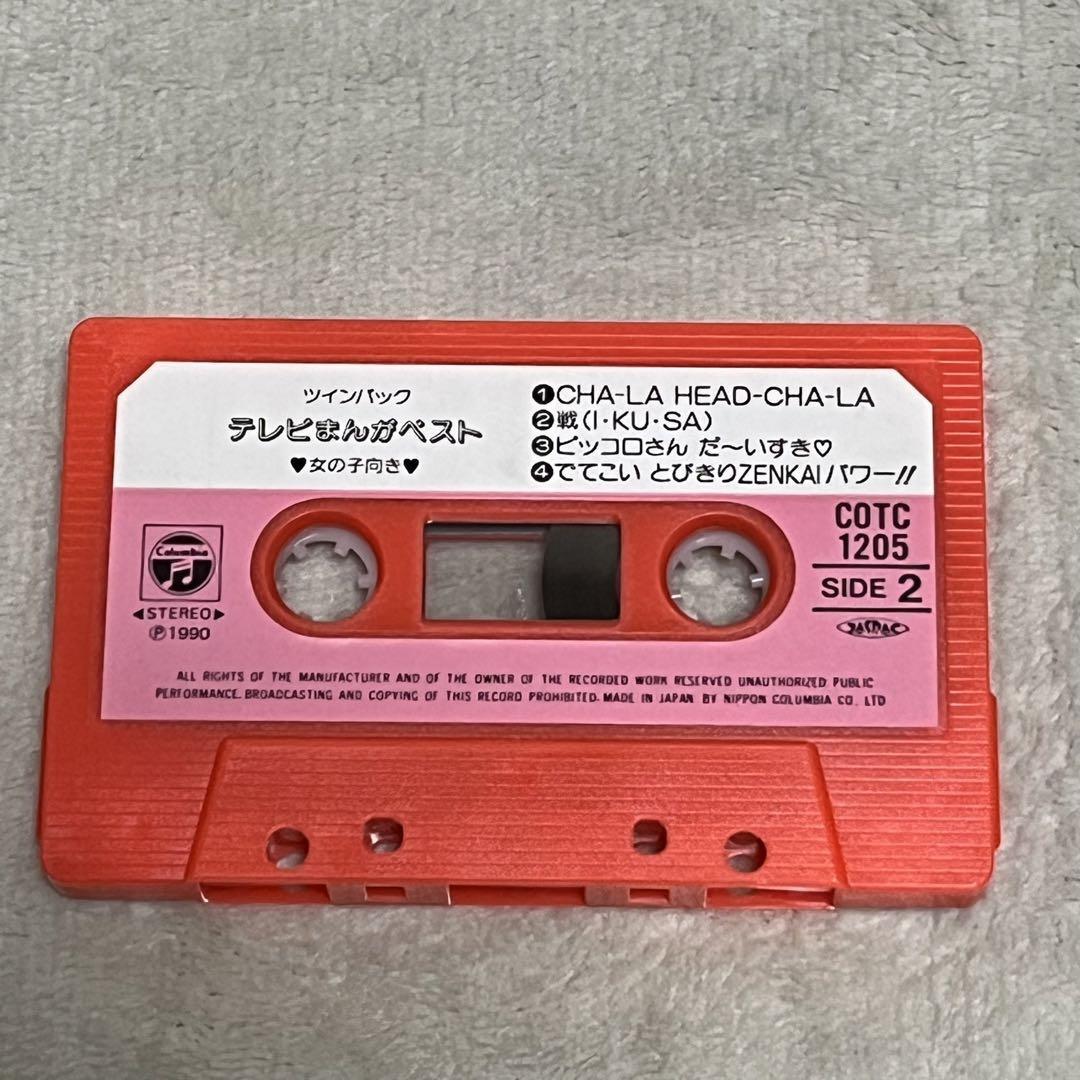 ツインパック
テレビまんがベスト
♥女の子向き♥
❶CHA-LA HEAD-CHA-LA
❷戦(I・KU・SA)
❸ピッコロさん だ〜いすき♡
❹でてこい とびきりZENKAIパワー!!
Columbia
◀STEREO▶
Ⓟ1990
COTC
1205
SIDE 2
JASRAC
ALL RIGHTS OF THE MANUFACTURER AND OF THE OWNER OF THE RECORDED WORK RESERVED UNAUTHORIZED PUBLIC
PERFORMANCE. BROADCASTING AND COPYING OF THIS RECORD PROHIBITED. MADE IN JAPAN BY NIPPON COLUMBIA CO., LTD